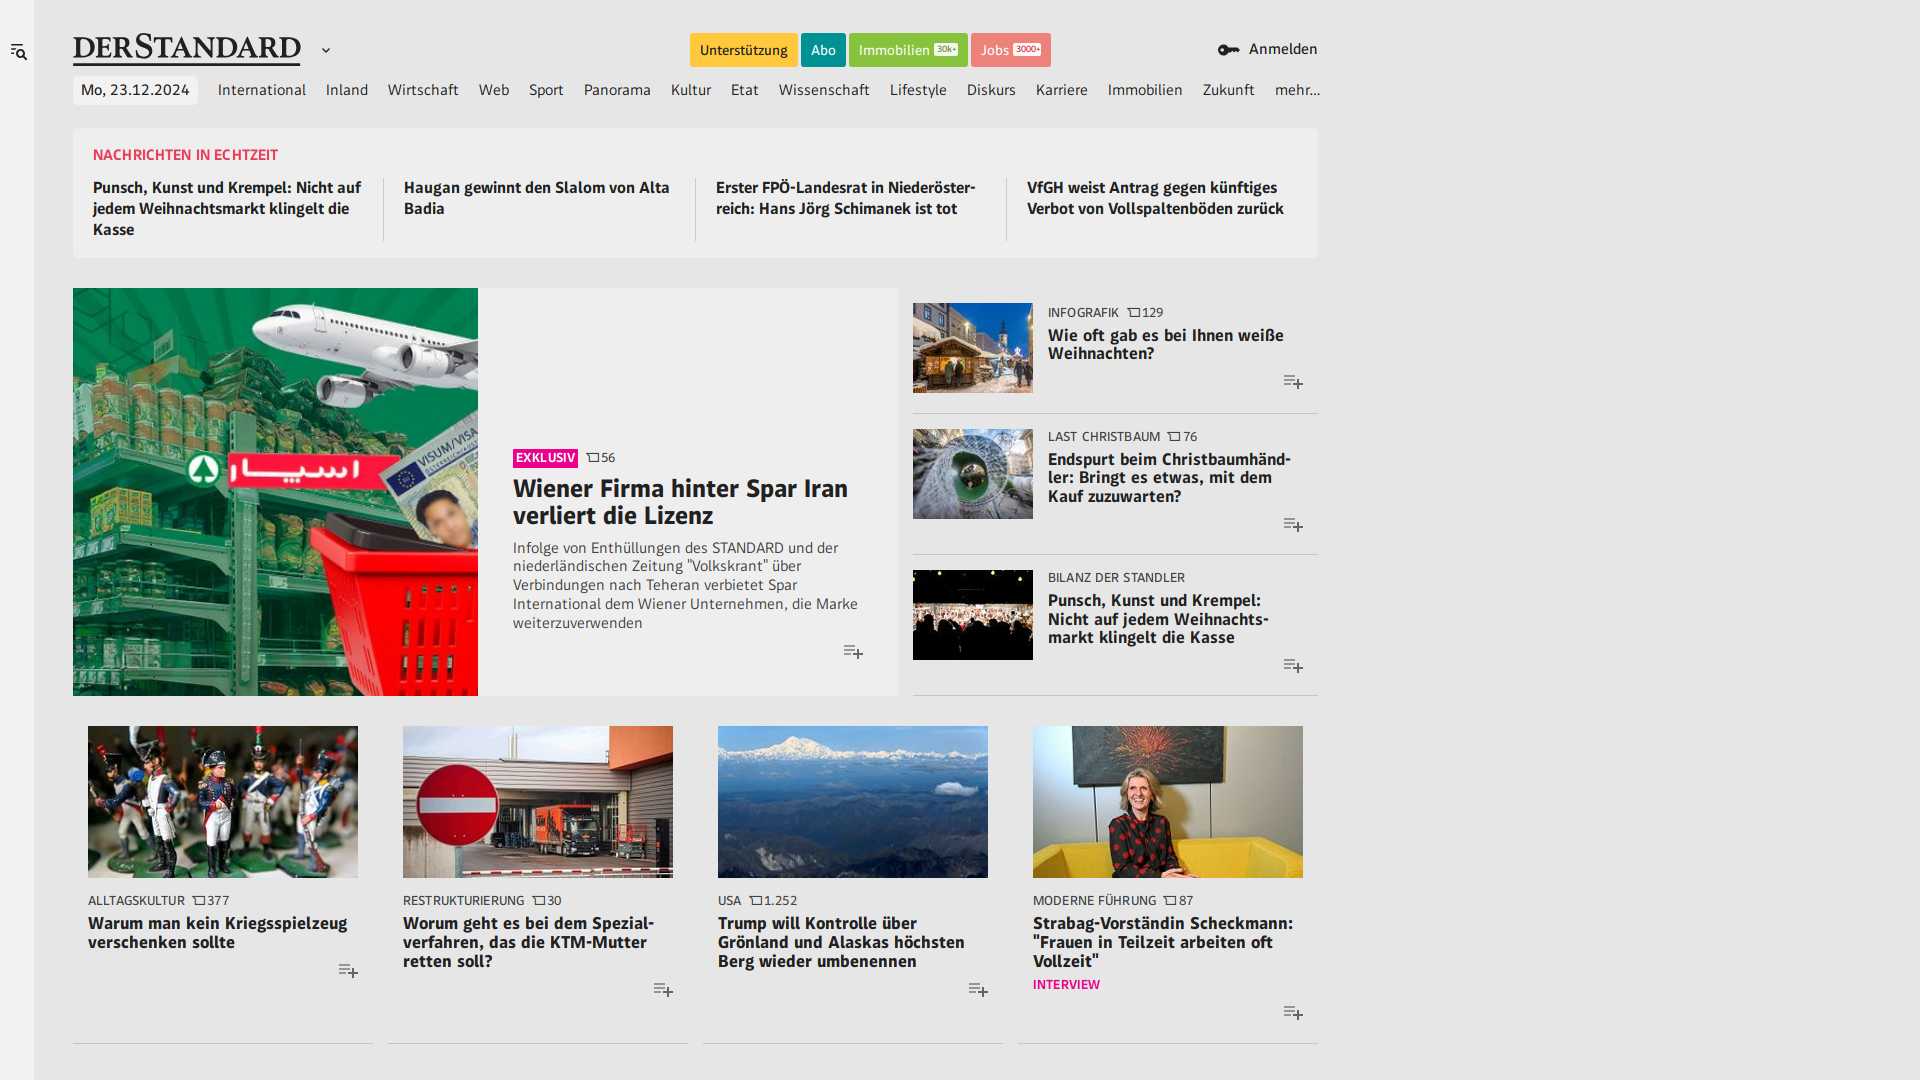 DERSTANDARD
Unterstützung
Abo
Immobilien 30k+
Jobs 3000+
Anmelden
Mo, 23.12.2024
International
Inland
Wirtschaft
Web
Sport
Panorama
Kultur
Etat
Wissenschaft
Lifestyle
Diskurs
Karriere
Immobilien
Zukunft
mehr...
NACHRICHTEN IN ECHTZEIT
Punsch, Kunst und Krempel: Nicht auf
jedem Weihnachtsmarkt klingelt die
Kasse
Haugan gewinnt den Slalom von Alta
Badia
Erster FPÖ-Landesrat in Niederöster-
reich: Hans Jörg Schimanek ist tot
VfGH weist Antrag gegen künftiges
Verbot von Vollspaltenböden zurück
VISUM/VISA
اسپار
EXKLUSIV 56
Wiener Firma hinter Spar Iran
verliert die Lizenz
Infolge von Enthüllungen des STANDARD und der
niederländischen Zeitung "Volkskrant" über
Verbindungen nach Teheran verbietet Spar
International dem Wiener Unternehmen, die Marke
weiterzuverwenden
INFOGRAFIK 129
Wie oft gab es bei Ihnen weiße
Weihnachten?
LAST CHRISTBAUM 76
Endspurt beim Christbaumhänd-
ler: Bringt es etwas, mit dem
Kauf zuzuwarten?
BILANZ DER STANDLER
Punsch, Kunst und Krempel:
Nicht auf jedem Weihnachts-
markt klingelt die Kasse
ALLTAGSKULTUR 377
Warum man kein Kriegsspielzeug
verschenken sollte
RESTRUKTURIERUNG 30
Worum geht es bei dem Spezial-
verfahren, das die KTM-Mutter
retten soll?
USA 1.252
Trump will Kontrolle über
Grönland und Alaskas höchsten
Berg wieder umbenennen
MODERNE FÜHRUNG 87
Strabag-Vorständin Scheckmann:
"Frauen in Teilzeit arbeiten oft
Vollzeit"
INTERVIEW